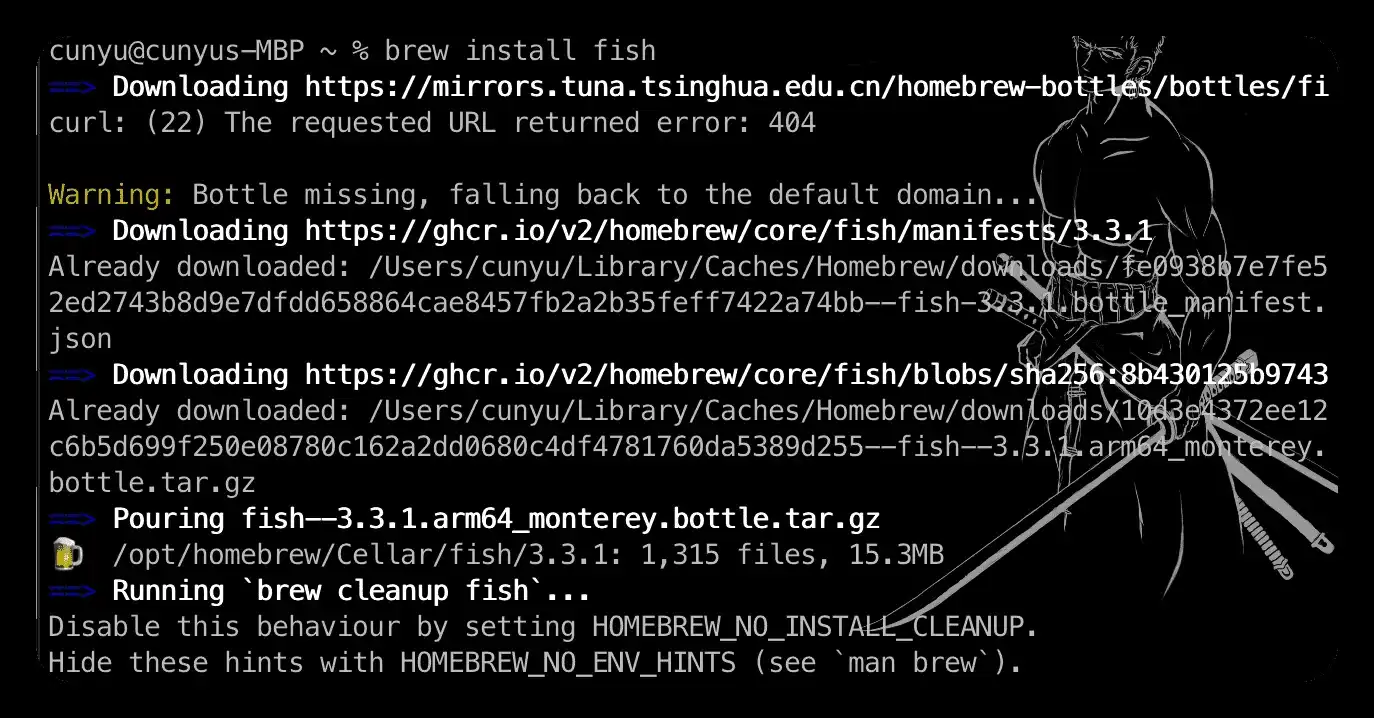 cunyu@cunyus-MBP ~ % brew install fish
==> Downloading https://mirrors.tuna.tsinghua.edu.cn/homebrew-bottles/bottles/fi
curl: (22) The requested URL returned error: 404
Warning: Bottle missing, falling back to the default domain...
==> Downloading https://ghcr.io/v2/homebrew/core/fish/manifests/3.3.1
Already downloaded: /Users/cunyu/Library/Caches/Homebrew/downloads/fe0938b7e7fe5
2ed2743b8d9e7dfdd658864cae8457fb2a2b35feff7422a74bb--fish-3.3.1.bottle_manifest.
json
==> Downloading https://ghcr.io/v2/homebrew/core/fish/blobs/sha256:8b430125b9743
Already downloaded: /Users/cunyu/Library/Caches/Homebrew/downloads/10d3e4372ee12
c6b5d699f250e08780c162a2dd0680c4df4781760da5389d255--fish--3.3.1.arm64_monterey.
bottle.tar.gz
==> Pouring fish--3.3.1.arm64_monterey.bottle.tar.gz
🍺  /opt/homebrew/Cellar/fish/3.3.1: 1,315 files, 15.3MB
==> Running `brew cleanup fish`...
Disable this behaviour by setting HOMEBREW_NO_INSTALL_CLEANUP.
Hide these hints with HOMEBREW_NO_ENV_HINTS (see `man brew`).